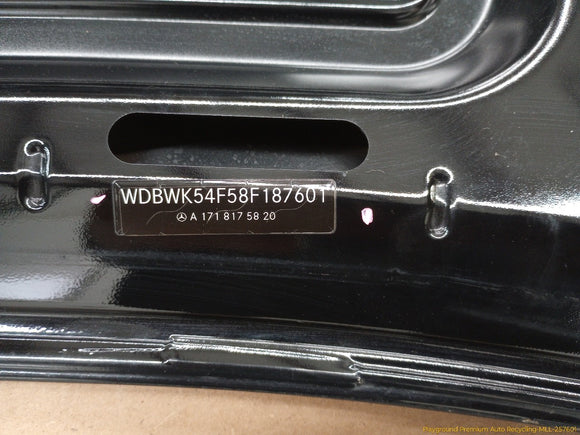 WDBWK54F58F187601
A 171 817 58 20
Playground Premium Auto Recycling MLL-25760